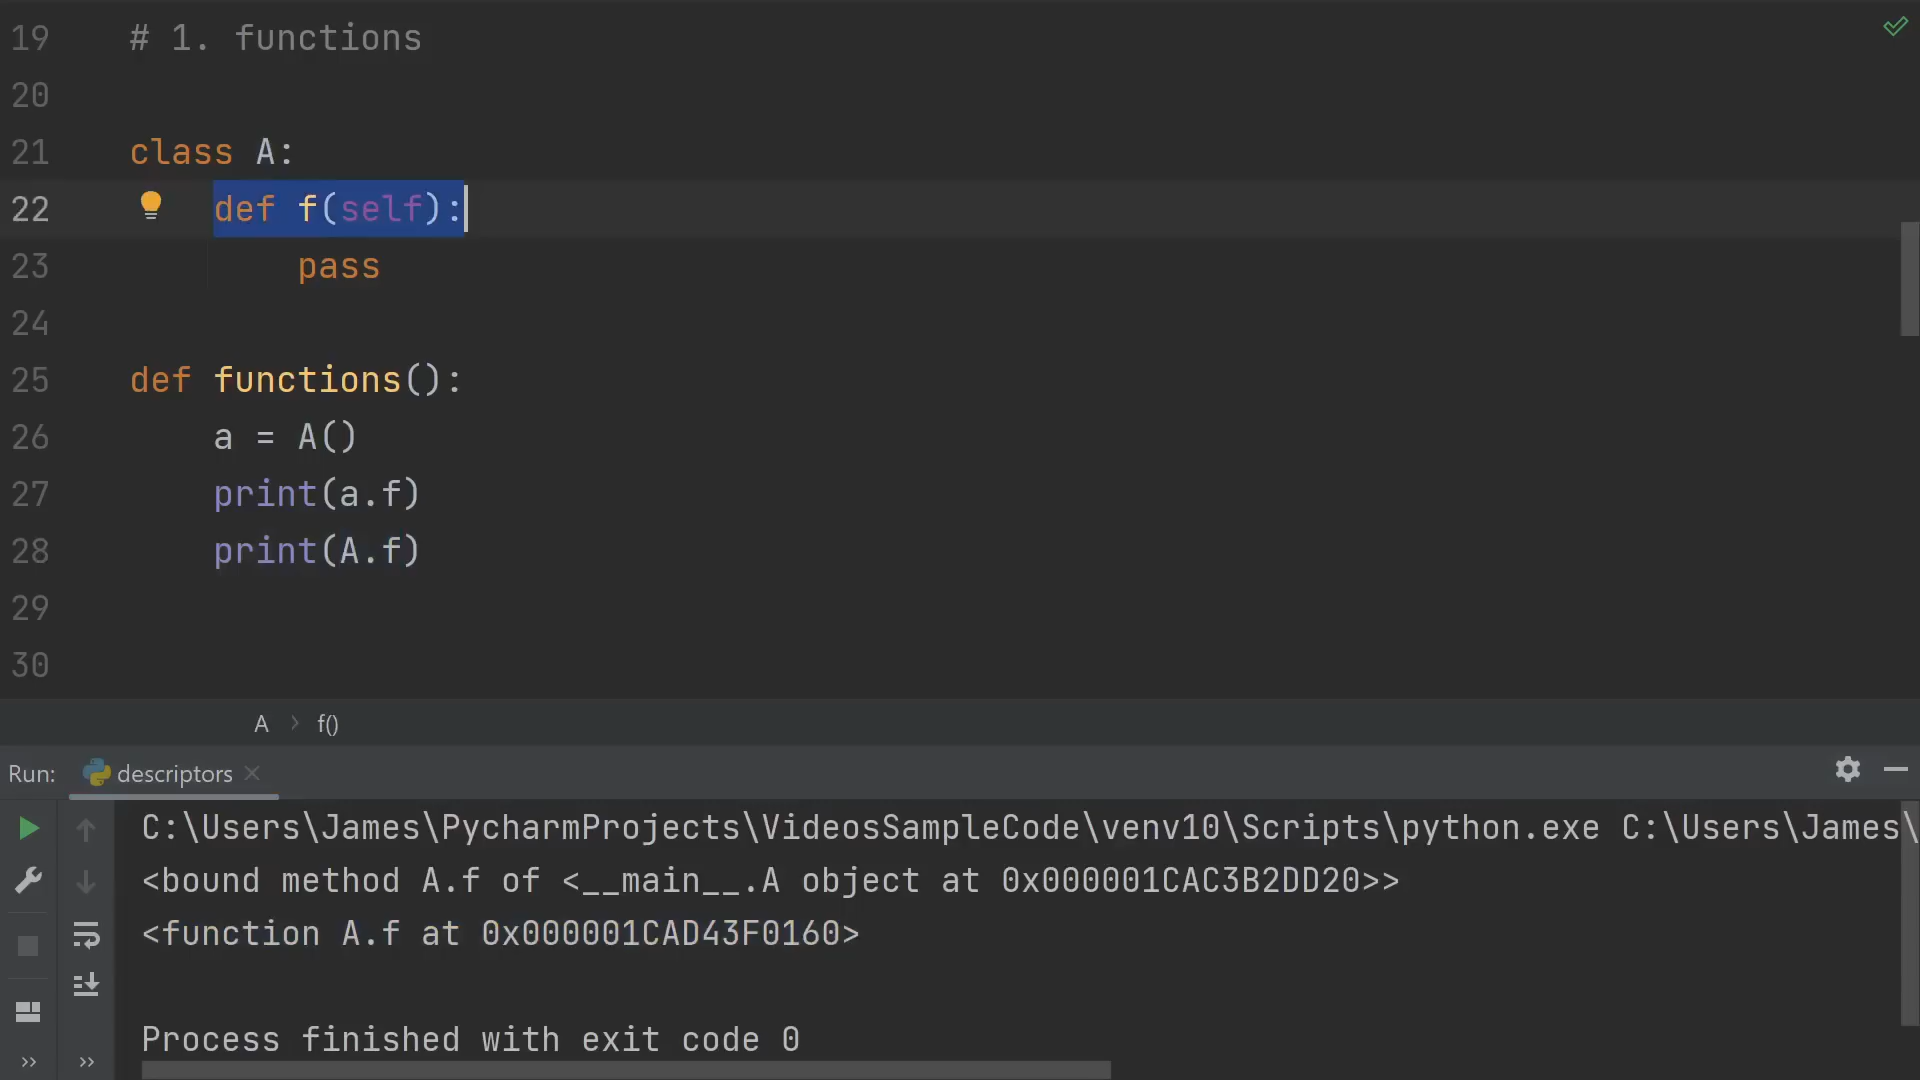 19 # 1. functions
20
21 class A:
22 def f(self):
23 pass
24
25 def functions():
26 a = A()
27 print(a.f)
28 print(A.f)
29
30
A > f()
Run: descriptors
C:\Users\James\PycharmProjects\VideosSampleCode\venv10\Scripts\python.exe C:\Users\James\
<bound method A.f of <__main__.A object at 0x000001CAC3B2DD20>>
<function A.f at 0x000001CAD43F0160>
Process finished with exit code 0